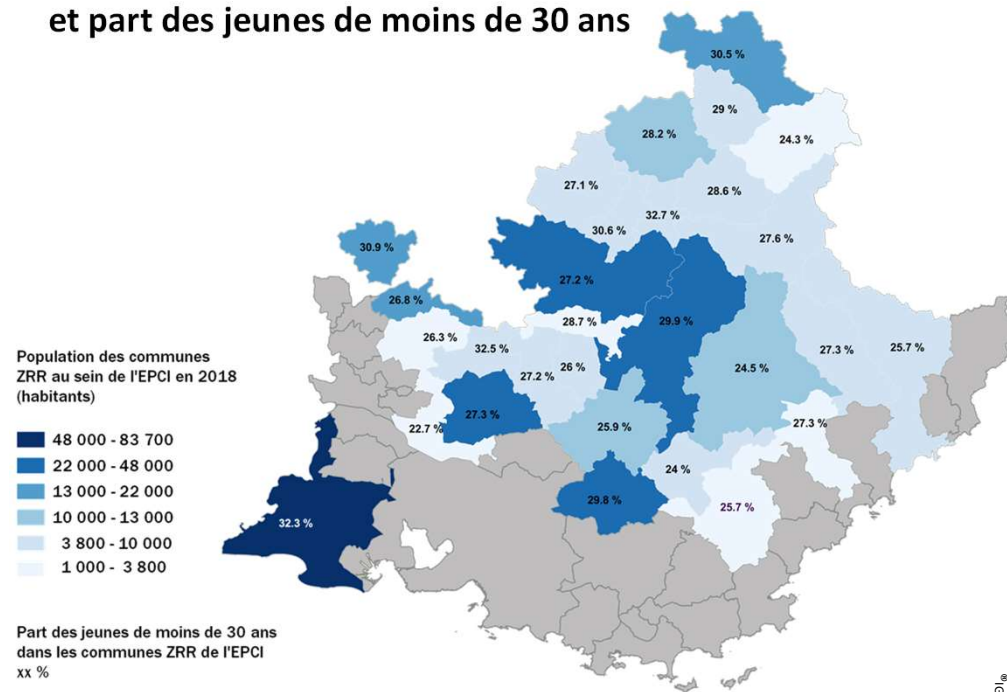 et part des jeunes de moins de 30 ans
30.5 %
29 %
28.2 %
24.3 %
27.1 %
28.6 %
32.7 %
30.6 %
27.6 %
30.9 %
27.2 %
26.8 %
28.7 %
29.9 %
26.3 %
32.5 %
27.3 %
25.7 %
26 %
24.5 %
27.2 %
27.3 %
22.7 %
25.9 %
27.3 %
24 %
29.8 %
25.7 %
32.3 %
Population des communes
ZRR au sein de l'EPCI en 2018
(habitants)
48 000 - 83 700
22 000 - 48 000
13 000 - 22 000
10 000 - 13 000
3 800 - 10 000
1 000 - 3 800
Part des jeunes de moins de 30 ans
dans les communes ZRR de l'EPCI
xx %